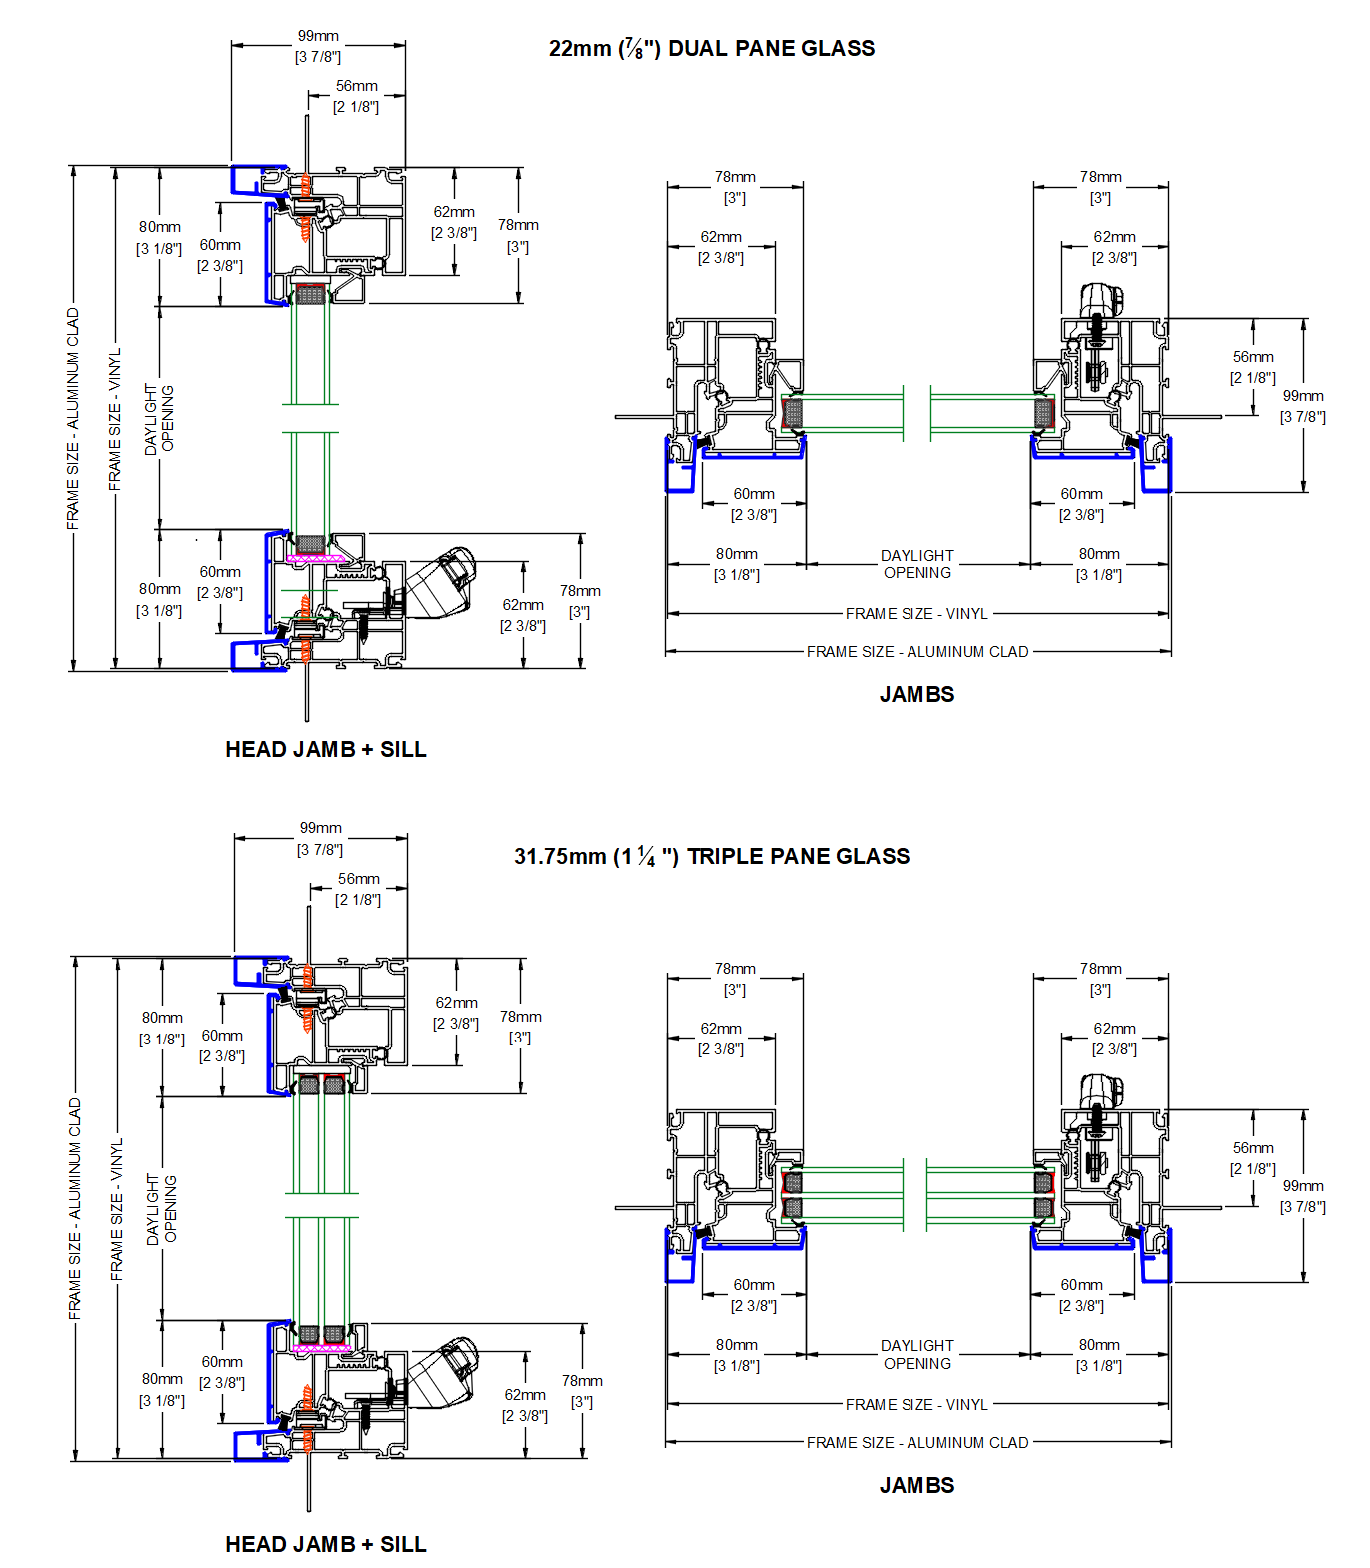 22mm (⅞") DUAL PANE GLASS
99mm
[3 7/8"]
56mm
[2 1/8"]
80mm
[3 1/8"]
60mm
[2 3/8"]
62mm
[2 3/8"]
78mm
[3"]
FRAME SIZE - ALUMINUM CLAD
FRAME SIZE - VINYL
DAYLIGHT
OPENING
80mm
[3 1/8"]
60mm
[2 3/8"]
62mm
[2 3/8"]
78mm
[3"]
HEAD JAMB + SILL
78mm
[3"]
62mm
[2 3/8"]
78mm
[3"]
62mm
[2 3/8"]
56mm
[2 1/8"]
99mm
[3 7/8"]
60mm
[2 3/8"]
60mm
[2 3/8"]
80mm
[3 1/8"]
DAYLIGHT
OPENING
80mm
[3 1/8"]
FRAME SIZE - VINYL
FRAME SIZE - ALUMINUM CLAD
JAMBS
31.75mm (1 ¼ ") TRIPLE PANE GLASS
99mm
[3 7/8"]
56mm
[2 1/8"]
80mm
[3 1/8"]
60mm
[2 3/8"]
62mm
[2 3/8"]
78mm
[3"]
FRAME SIZE - ALUMINUM CLAD
FRAME SIZE - VINYL
DAYLIGHT
OPENING
80mm
[3 1/8"]
60mm
[2 3/8"]
62mm
[2 3/8"]
78mm
[3"]
HEAD JAMB + SILL
78mm
[3"]
62mm
[2 3/8"]
78mm
[3"]
62mm
[2 3/8"]
56mm
[2 1/8"]
99mm
[3 7/8"]
60mm
[2 3/8"]
60mm
[2 3/8"]
80mm
[3 1/8"]
DAYLIGHT
OPENING
80mm
[3 1/8"]
FRAME SIZE - VINYL
FRAME SIZE - ALUMINUM CLAD
JAMBS